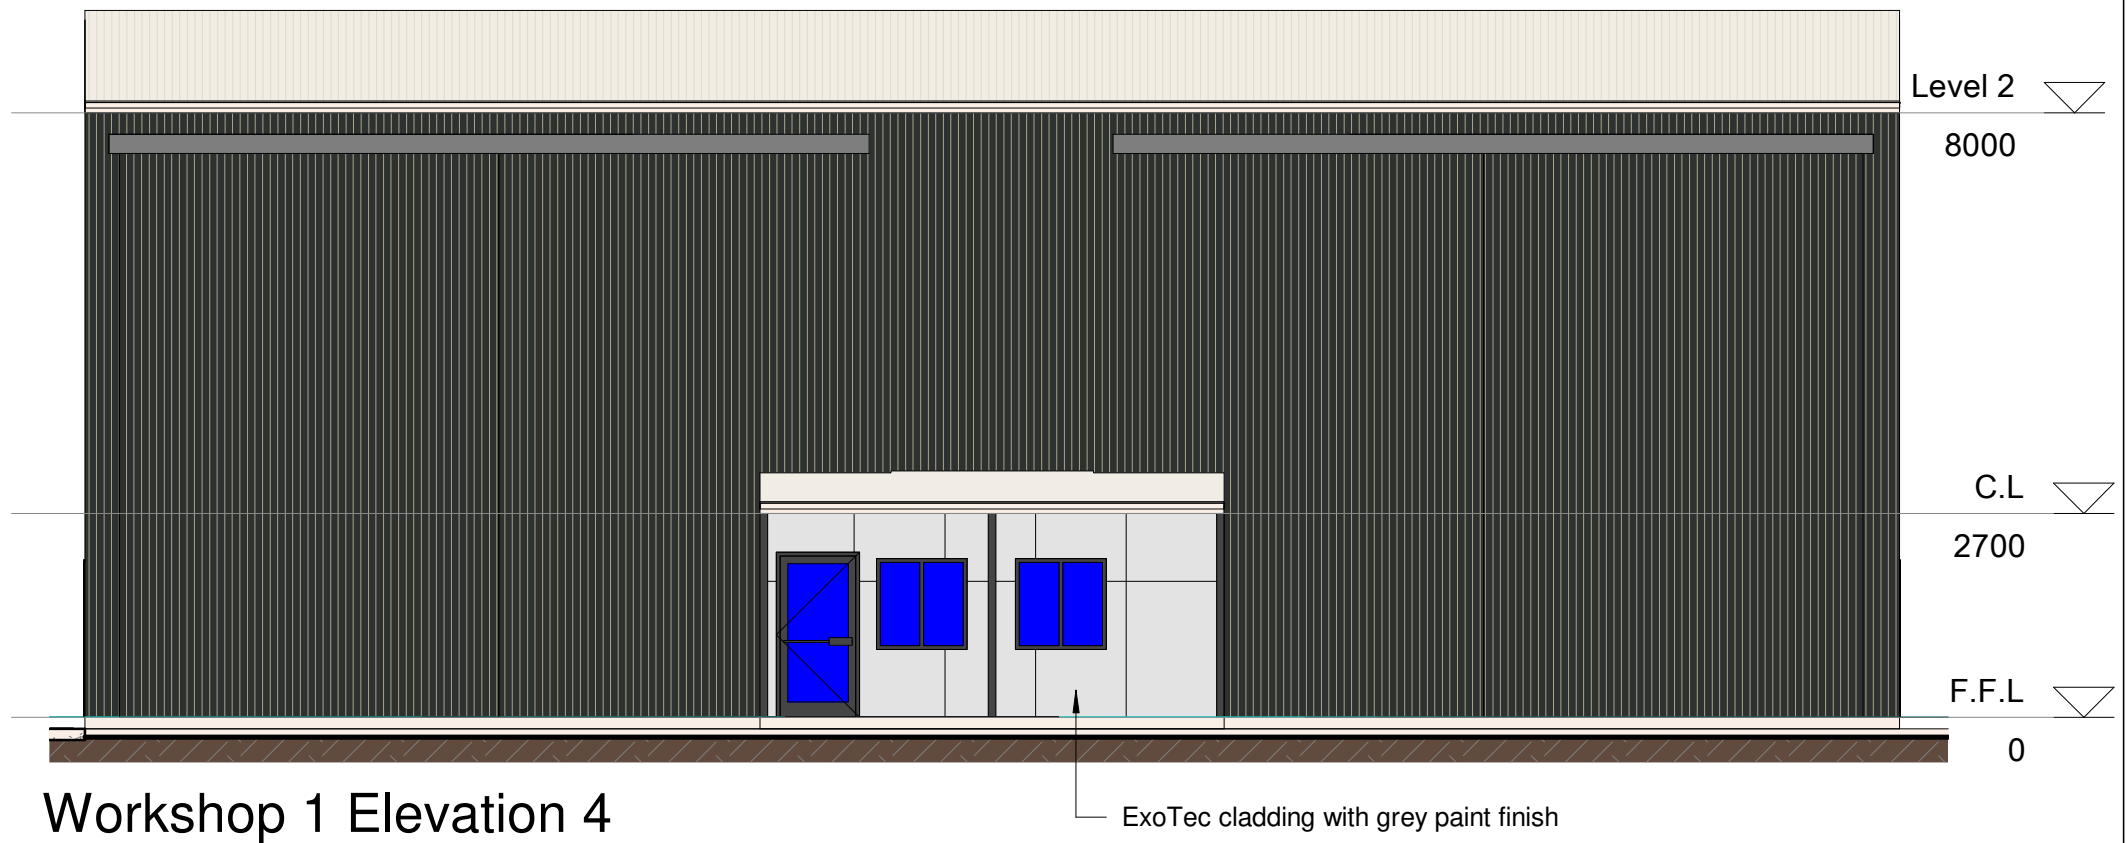 Level 2
8000
C.L
2700
F.F.L
0
Workshop 1 Elevation 4
ExoTec cladding with grey paint finish